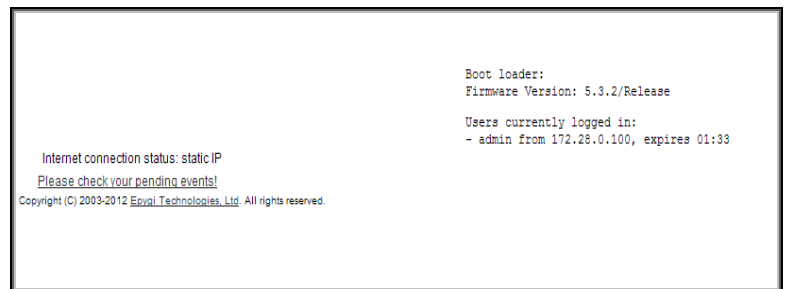 Boot loader:
Firmware Version: 5.3.2/Release
Users currently logged in:
- admin from 172.28.0.100, expires 01:33
Internet connection status: static IP
Please check your pending events!
Copyright (C) 2003-2012 Epygi Technologies, Ltd. All rights reserved.